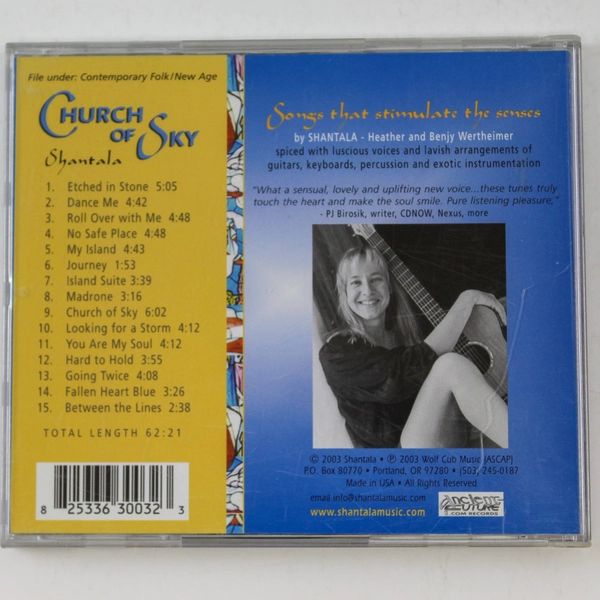 File under: Contemporary Folk/New Age
CHURCH
OF SKY
Shantala
1. Etched in Stone 5:05
2. Dance Me 4:42
3. Roll Over with Me 4:48
4. No Safe Place 4:48
5. My Island 4:43
6. Journey 1:53
7. Island Suite 3:39
8. Madrone 3:16
9. Church of Sky 6:02
10. Looking for a Storm 4:12
11. You Are My Soul 4:12
12. Hard to Hold 3:55
13. Going Twice 4:08
14. Fallen Heart Blue 3:26
15. Between the Lines 2:38
TOTAL LENGTH 62:21
8 25336 30032 3
Songs that stimulate the senses
by SHANTALA - Heather and Benjy Wertheimer
spiced with luscious voices and lavish arrangements of
guitars, keyboards, percussion and exotic instrumentation
"What a sensual, lovely and uplifting new voice...these tunes truly
touch the heart and make the soul smile. Pure listening pleasure,"
- PJ Birosik, writer, CDNOW, Nexus, more
© 2003 Shantala • ℗ 2003 Wolf Cub Music (ASCAP)
P.O. Box 80770 • Portland, OR 97280 • (503) 245-0187
Made in USA • All Rights Reserved
email info@shantalamusic.com
www.shantalamusic.com
ANCIENT
FUTURE
.COM RECORDS